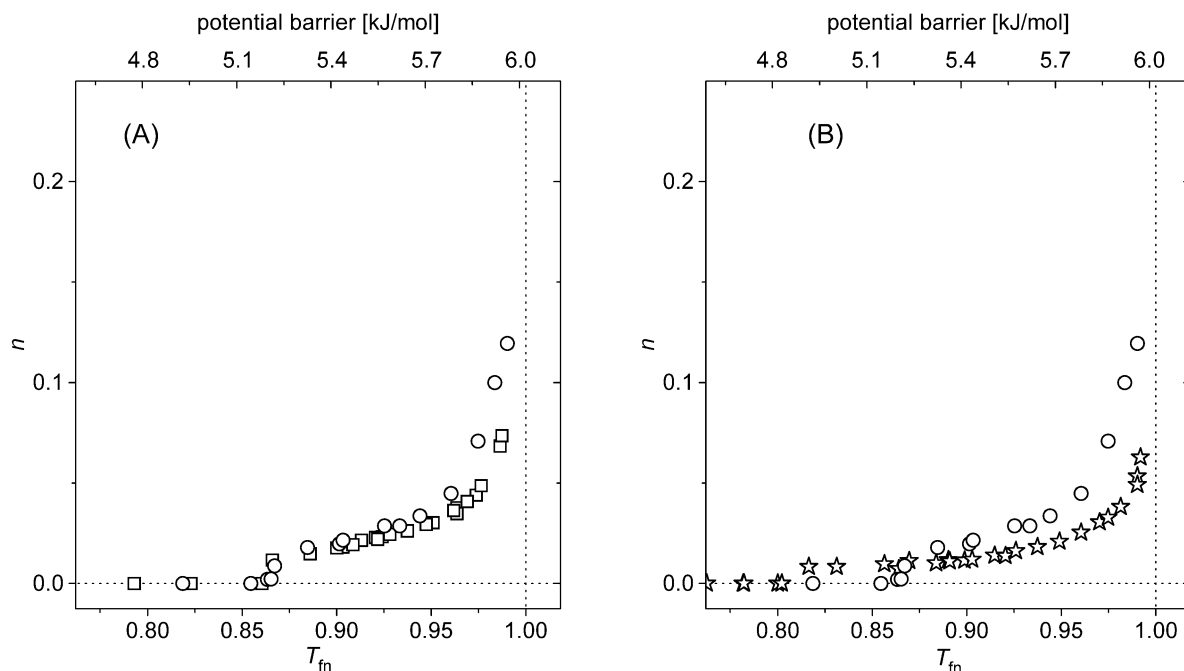 potential barrier [kJ/mol]
4.8 5.1 5.4 5.7 6.0
(A)
0.2
n
0.1
0.0
0.80 0.85 0.90 0.95 1.00
Tfn
potential barrier [kJ/mol]
4.8 5.1 5.4 5.7 6.0
(B)
0.2
n
0.1
0.0
0.80 0.85 0.90 0.95 1.00
Tfn